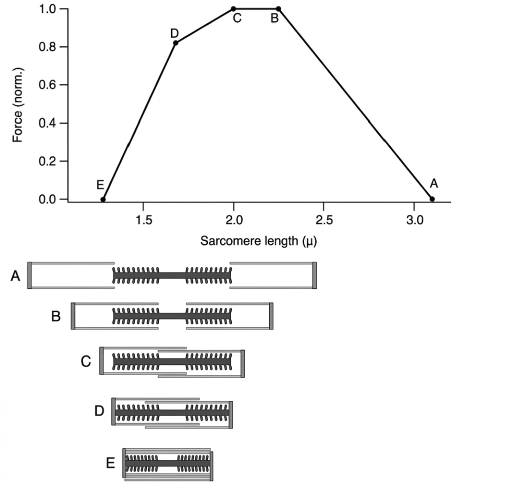 1.0
D
C
B
0.8
0.6
Force (norm.)
0.4
0.2
E
A
0.0
1.5
2.0
2.5
3.0
Sarcomere length (μ)
A
B
C
D
E